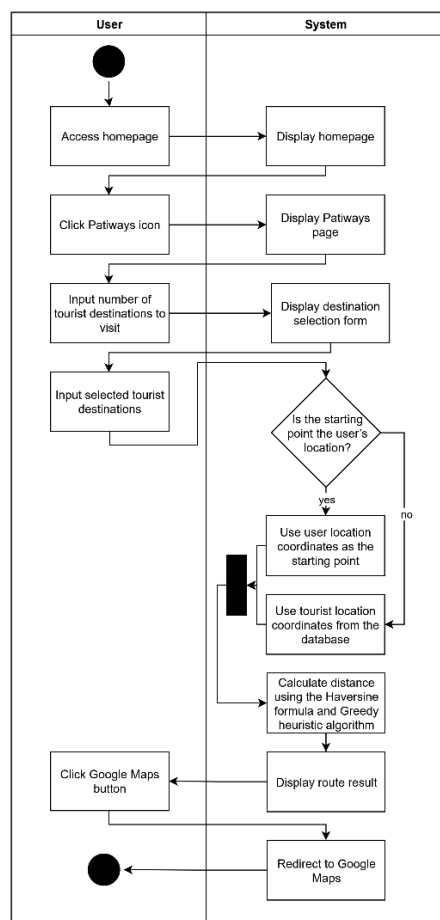 User
System
Access homepage
Display homepage
Click Patiways icon
Display Patiways
page
Input number of
tourist destinations to
visit
Display destination
selection form
Input selected tourist
destinations
Is the starting
point the user's
location?
yes
no
Use user location
coordinates as the
starting point
Use tourist location
coordinates from the
database
Calculate distance
using the Haversine
formula and Greedy
heuristic algorithm
Click Google Maps
button
Display route result
Redirect to Google
Maps